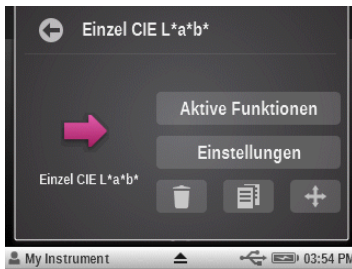 Einzel CIE L*a*b*
Aktive Funktionen
Einstellungen
Einzel CIE L*a*b*
My Instrument 03:54 PM